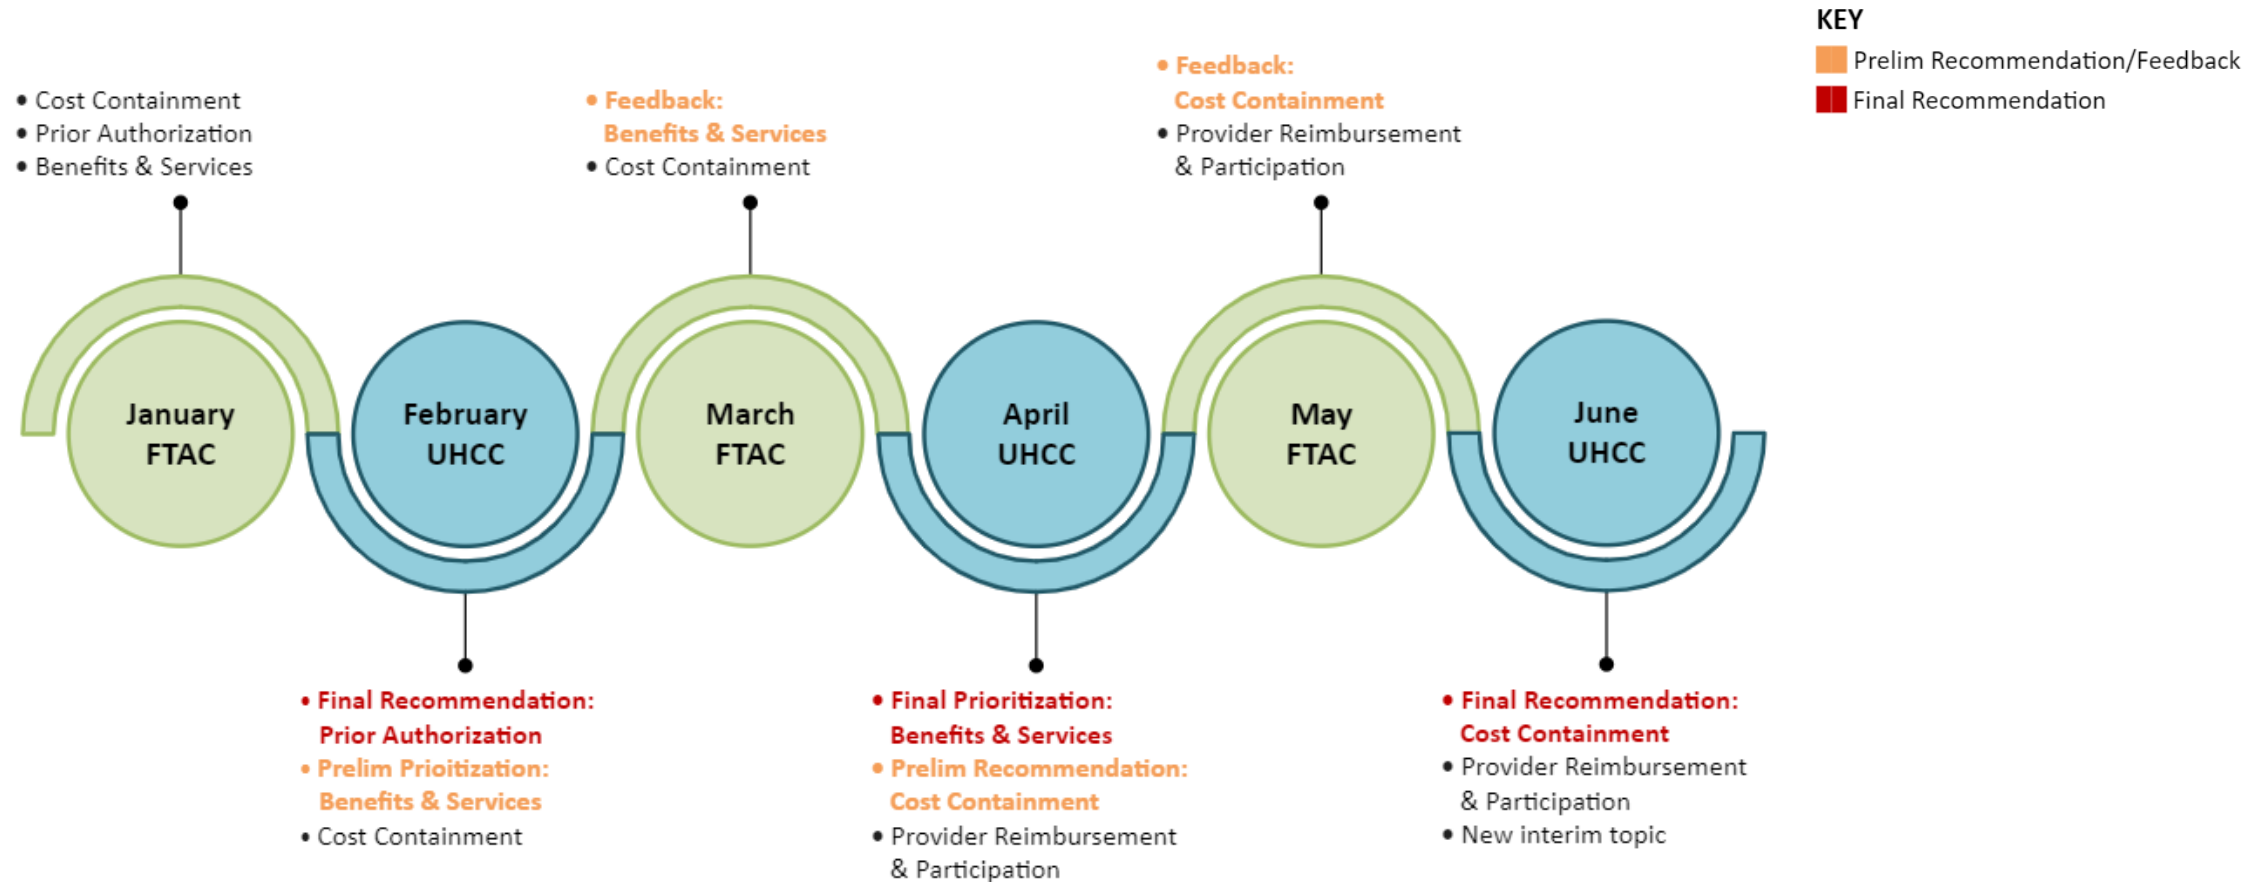 KEY
Prelim Recommendation/Feedback
Final Recommendation
• Cost Containment
• Prior Authorization
• Benefits & Services
• Feedback:
Benefits & Services
• Cost Containment
• Feedback:
Cost Containment
• Provider Reimbursement
& Participation
January
FTAC
February
UHCC
March
FTAC
April
UHCC
May
FTAC
June
UHCC
• Final Recommendation:
Prior Authorization
• Prelim Prioitization:
Benefits & Services
• Cost Containment
• Final Prioritization:
Benefits & Services
• Prelim Recommendation:
Cost Containment
• Provider Reimbursement
& Participation
• Final Recommendation:
Cost Containment
• Provider Reimbursement
& Participation
• New interim topic